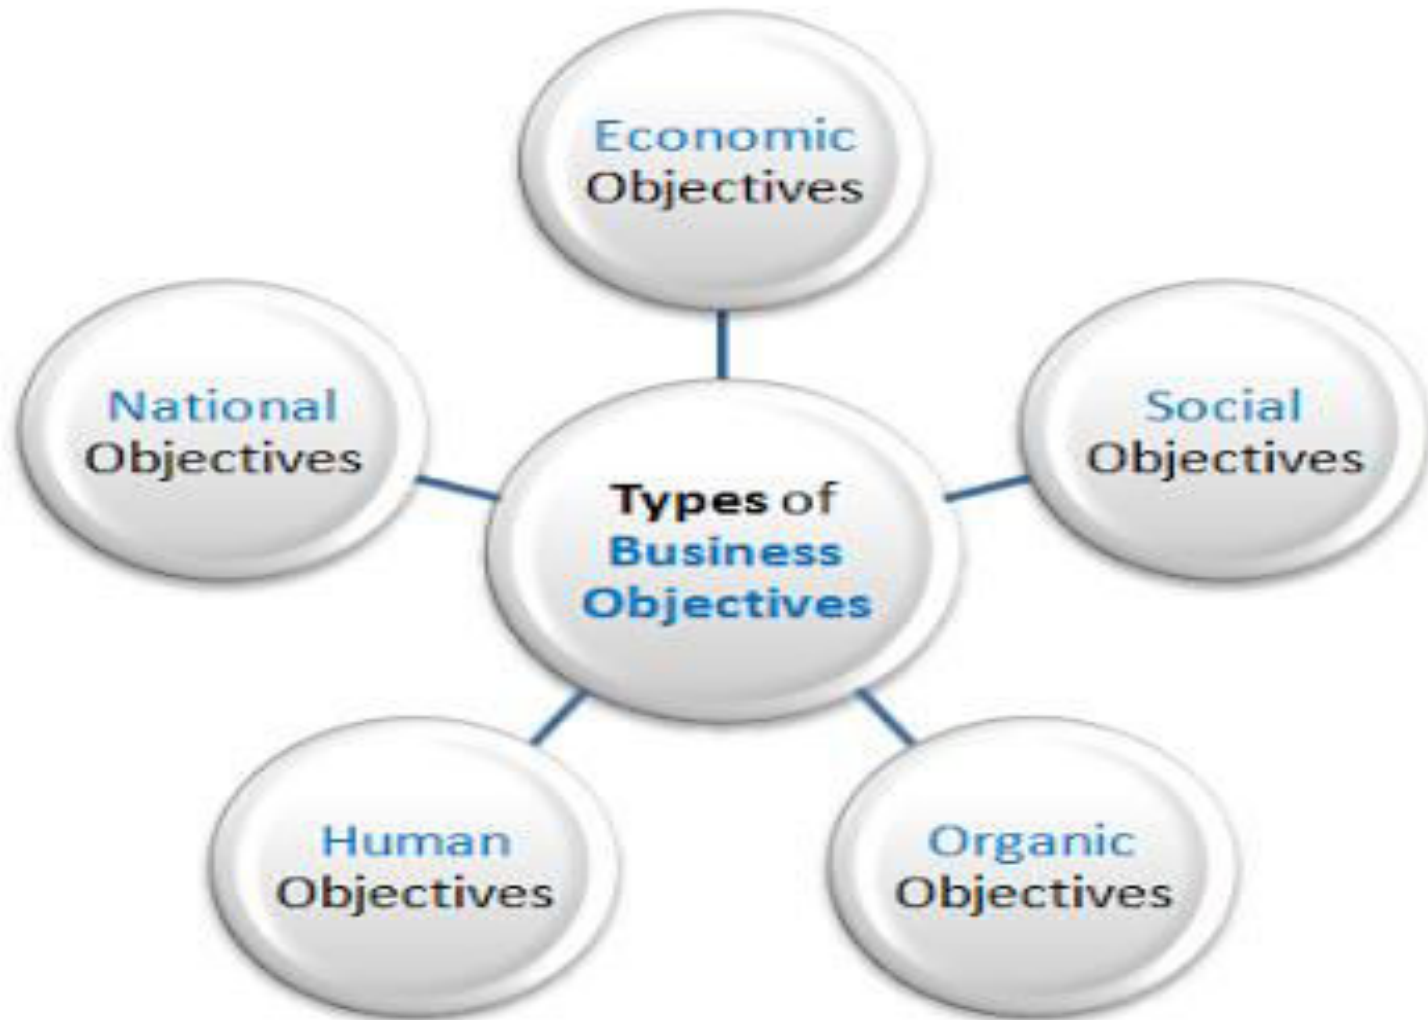 Economic
Objectives
National
Objectives
Social
Objectives
Types of
Business
Objectives
Human
Objectives
Organic
Objectives